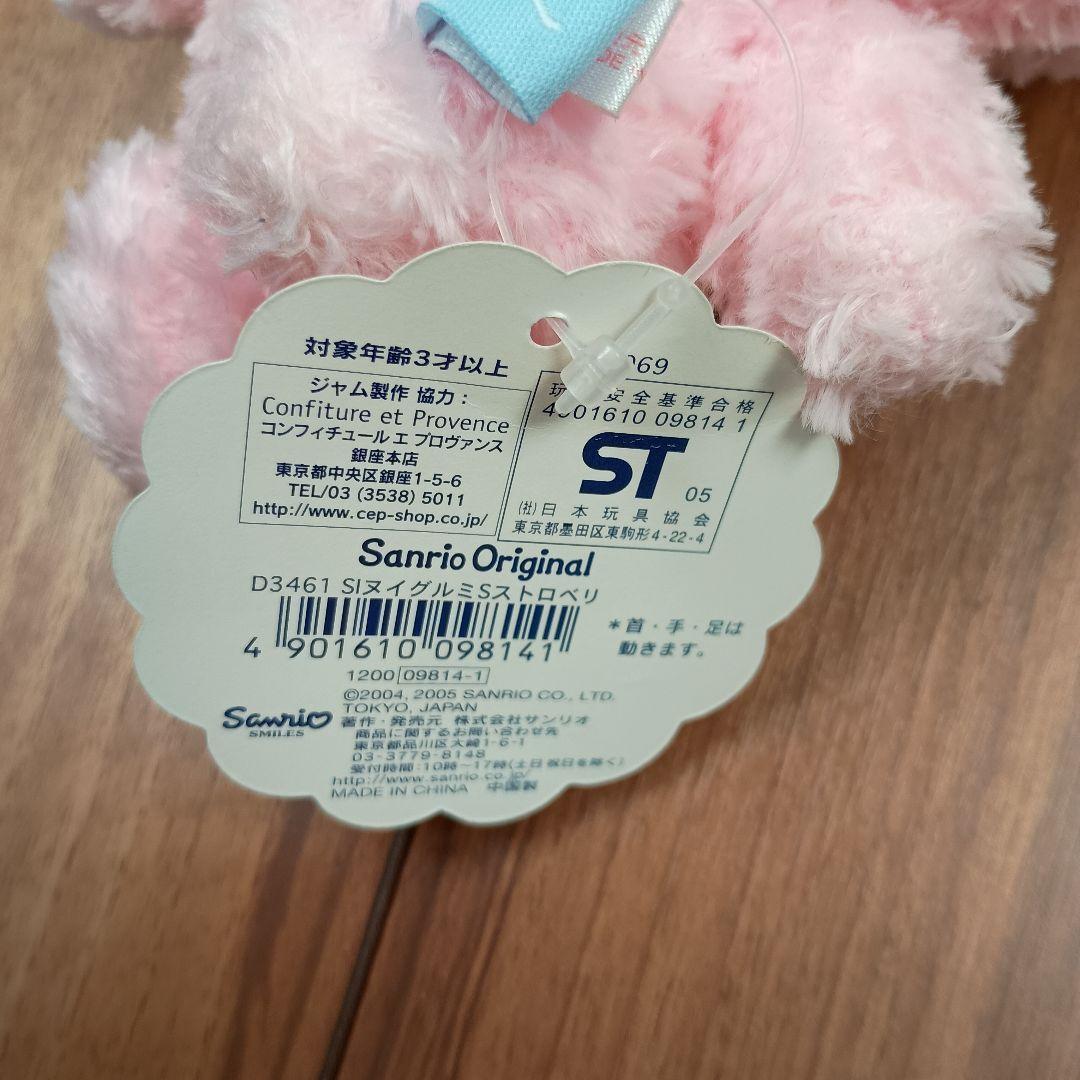 対象年齢3才以上
ジャム製作 協力:
Confiture et Provence
コンフィチュール エ プロヴァンス
銀座本店
東京都中央区銀座1-5-6
TEL/03 (3538) 5011
http://www.cep-shop.co.jp/
069
玩 安全基準合格
4901610 09814 1
ST 05
(社)日本玩具協会
東京都墨田区東駒形4-22-4
Sanrio Original
D3461 SIヌイグルミSストロベリ
4 901610 098141
*首・手・足は
動きます。
1200 09814-1
©2004, 2005 SANRIO CO., LTD.
TOKYO, JAPAN
Sanrio
SMILES
著作・発売元 株式会社サンリオ
商品に関するお問い合わせ先
東京都品川区大崎1-6-1
03-3779-8148
受付時間:10時~17時(土日祝日を除く)
http://www.sanrio.co.jp/
MADE IN CHINA 中国製